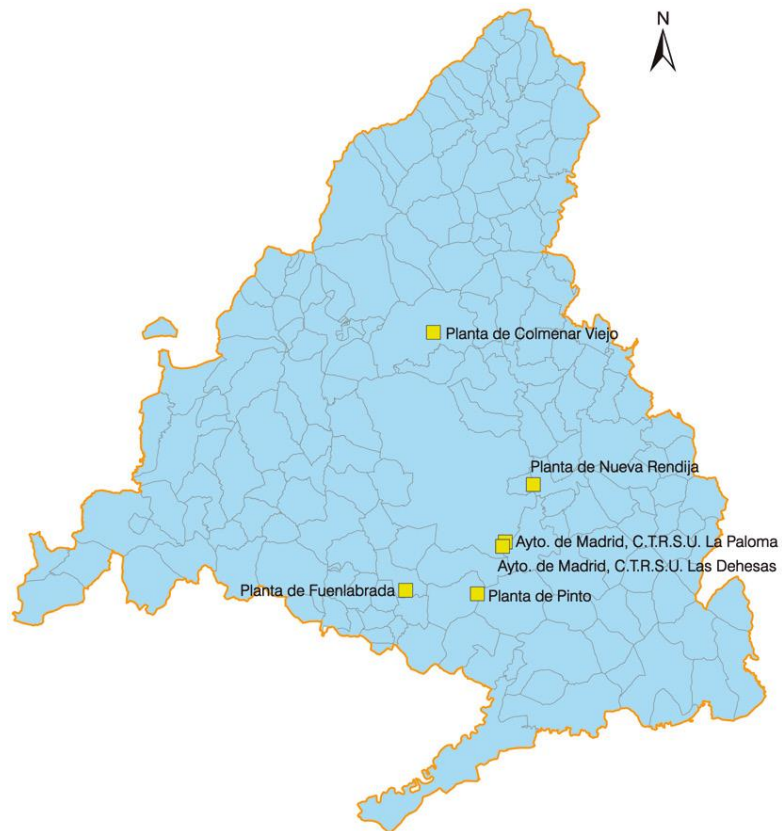 N
Planta de Colmenar Viejo
Planta de Nueva Rendija
Ayto. de Madrid, C.T.R.S.U. La Paloma
Ayto. de Madrid, C.T.R.S.U. Las Dehesas
Planta de Fuenlabrada
Planta de Pinto